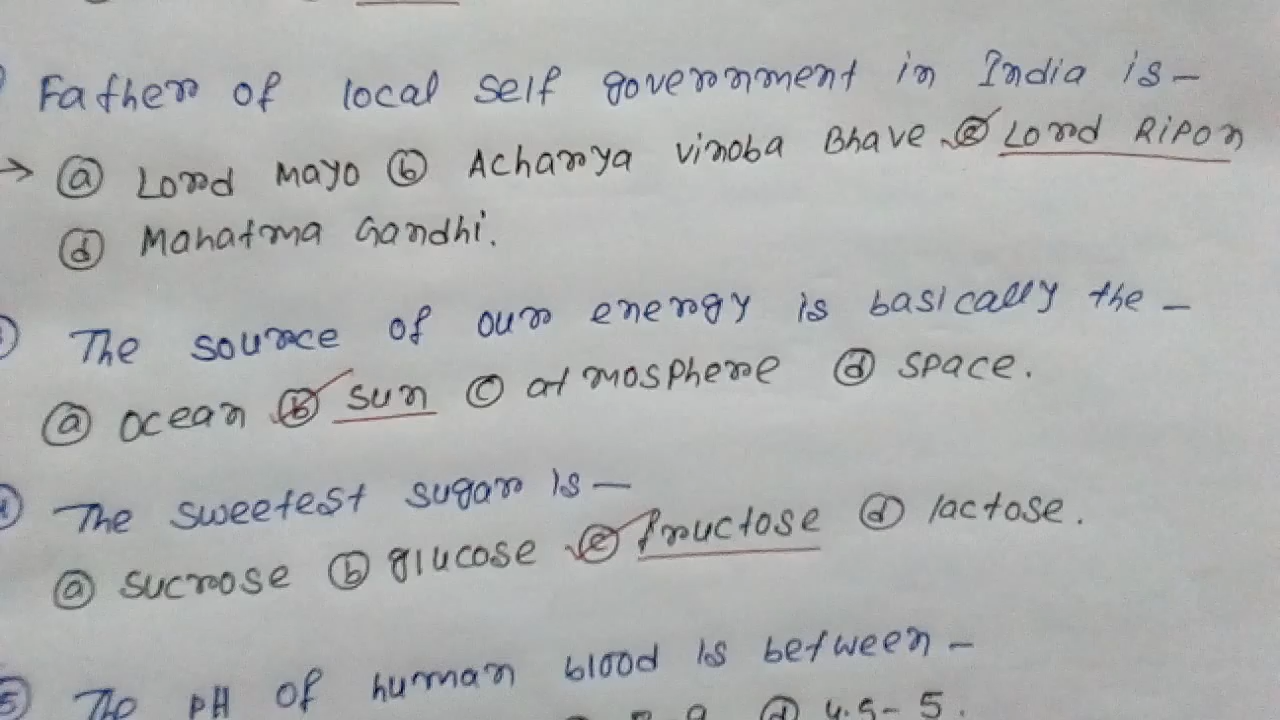 Father of local self government in India is-
→ ⓐ Lord Mayo ⓑ Acharya Vinoba Bhave ⓒ Lord Ripon
ⓓ Mahatma Gandhi.
The source of our energy is basically the -
ⓐ ocean ⓑ sun ⓒ atmosphere ⓓ space.
The sweetest sugar is -
ⓐ sucrose ⓑ glucose ⓒ fructose ⓓ lactose.
⑤ The pH of human blood is between -
ⓓ 4.5-5.